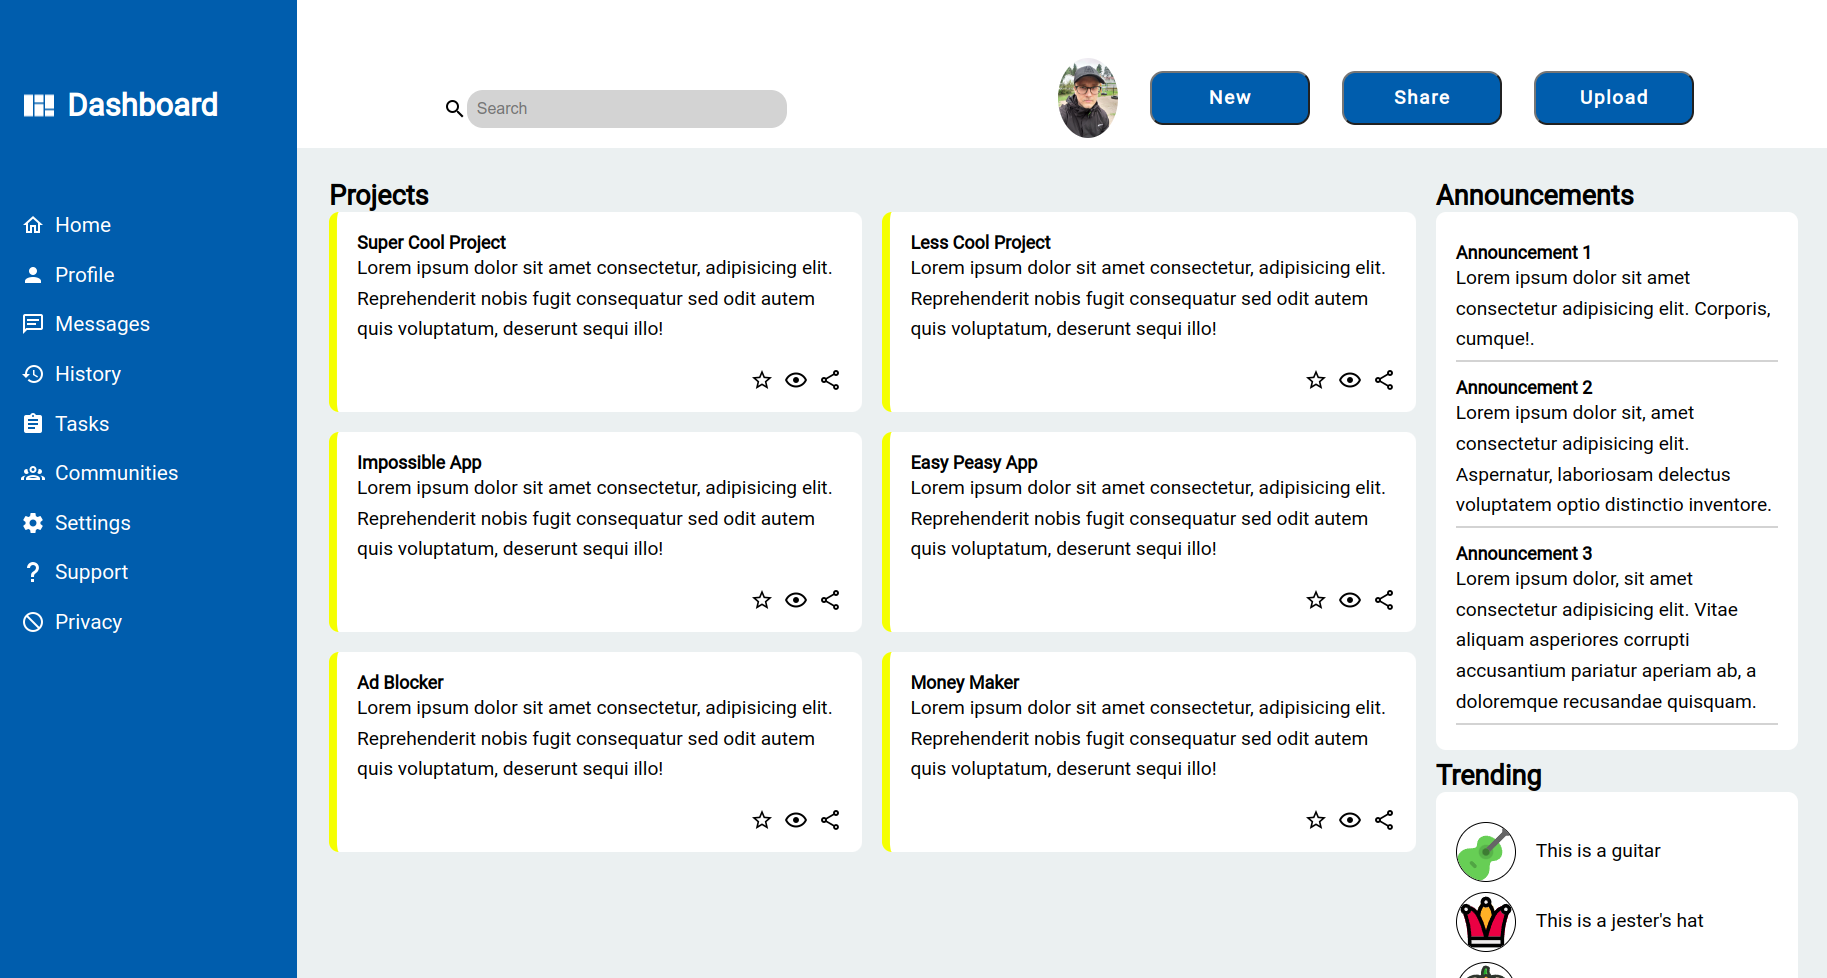 Dashboard
Home
Profile
Messages
History
Tasks
Communities
Settings
Support
Privacy
Search
New
Share
Upload
Projects
Super Cool Project
Lorem ipsum dolor sit amet consectetur, adipisicing elit.
Reprehenderit nobis fugit consequatur sed odit autem
quis voluptatum, deserunt sequi illo!
Less Cool Project
Lorem ipsum dolor sit amet consectetur, adipisicing elit.
Reprehenderit nobis fugit consequatur sed odit autem
quis voluptatum, deserunt sequi illo!
Impossible App
Lorem ipsum dolor sit amet consectetur, adipisicing elit.
Reprehenderit nobis fugit consequatur sed odit autem
quis voluptatum, deserunt sequi illo!
Easy Peasy App
Lorem ipsum dolor sit amet consectetur, adipisicing elit.
Reprehenderit nobis fugit consequatur sed odit autem
quis voluptatum, deserunt sequi illo!
Ad Blocker
Lorem ipsum dolor sit amet consectetur, adipisicing elit.
Reprehenderit nobis fugit consequatur sed odit autem
quis voluptatum, deserunt sequi illo!
Money Maker
Lorem ipsum dolor sit amet consectetur, adipisicing elit.
Reprehenderit nobis fugit consequatur sed odit autem
quis voluptatum, deserunt sequi illo!
Announcements
Announcement 1
Lorem ipsum dolor sit amet
consectetur adipisicing elit. Corporis,
cumque!.
Announcement 2
Lorem ipsum dolor sit, amet
consectetur adipisicing elit.
Aspernatur, laboriosam delectus
voluptatem optio distinctio inventore.
Announcement 3
Lorem ipsum dolor, sit amet
consectetur adipisicing elit. Vitae
aliquam asperiores corrupti
accusantium pariatur aperiam ab, a
doloremque recusandae quisquam.
Trending
This is a guitar
This is a jester's hat